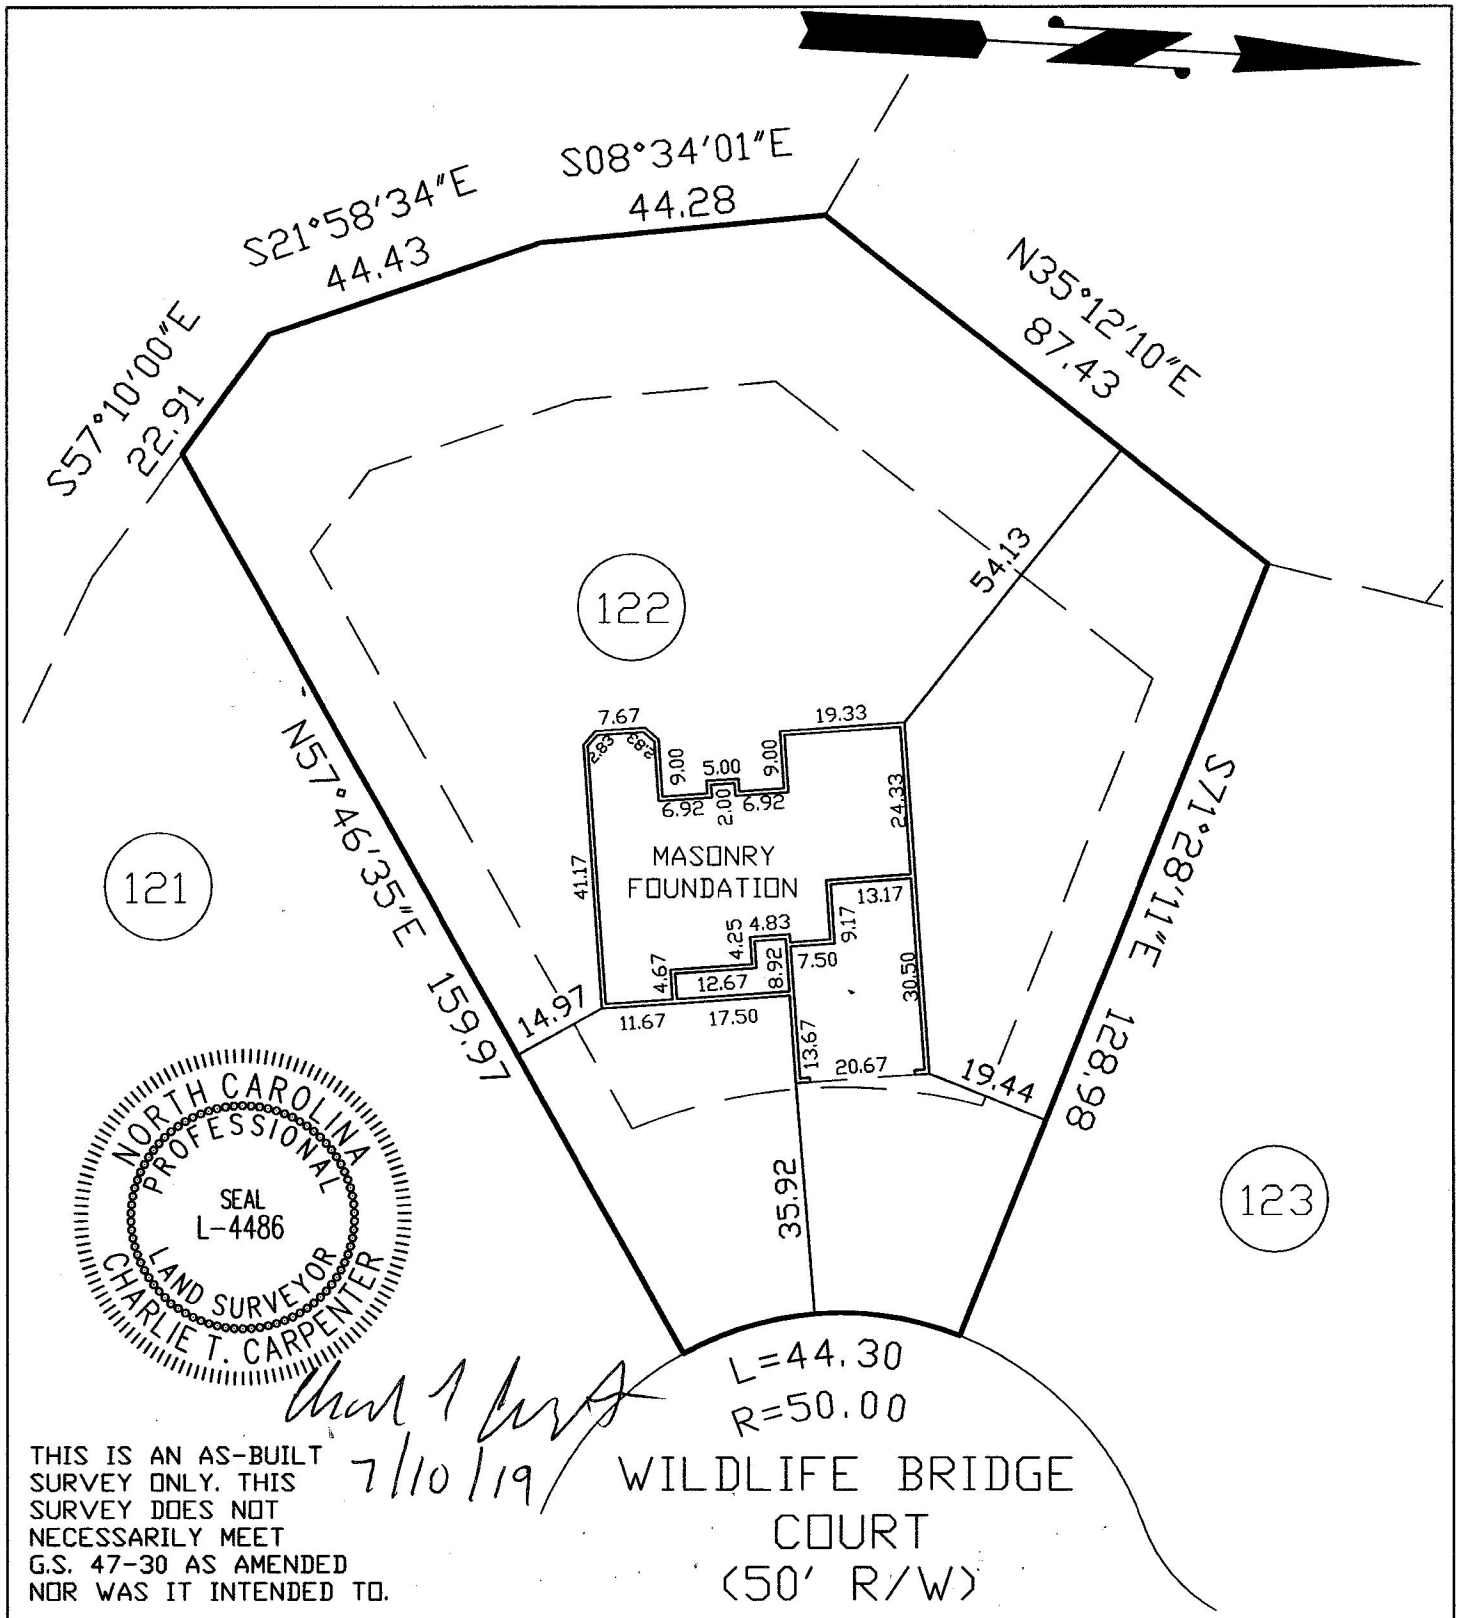 S08°34'01"E
44.28
S21°58'34"E
44.43
N35°12'10"E
87.43
S57°10'00"E
22.91
54.13
122
7.67
2.83
2.83
9.00
5.00
9.00
19.33
6.92
2.00
6.92
24.33
N57°46'35"E 159.97
S71°28'11"E 128.98
121
41.17
MASONRY
FOUNDATION
13.17
9.17
4.83
4.25
7.50
4.67
12.67
8.92
30.50
14.97
11.67
17.50
13.67
20.67
19.44
35.92
123
NORTH CAROLINA
PROFESSIONAL
SEAL
L-4486
LAND SURVEYOR
CHARLIE T. CARPENTER
L=44.30
R=50.00
7/10/19
WILDLIFE BRIDGE
COURT
(50' R/W)
THIS IS AN AS-BUILT
SURVEY ONLY. THIS
SURVEY DOES NOT
NECESSARILY MEET
G.S. 47-30 AS AMENDED
NOR WAS IT INTENDED TO.